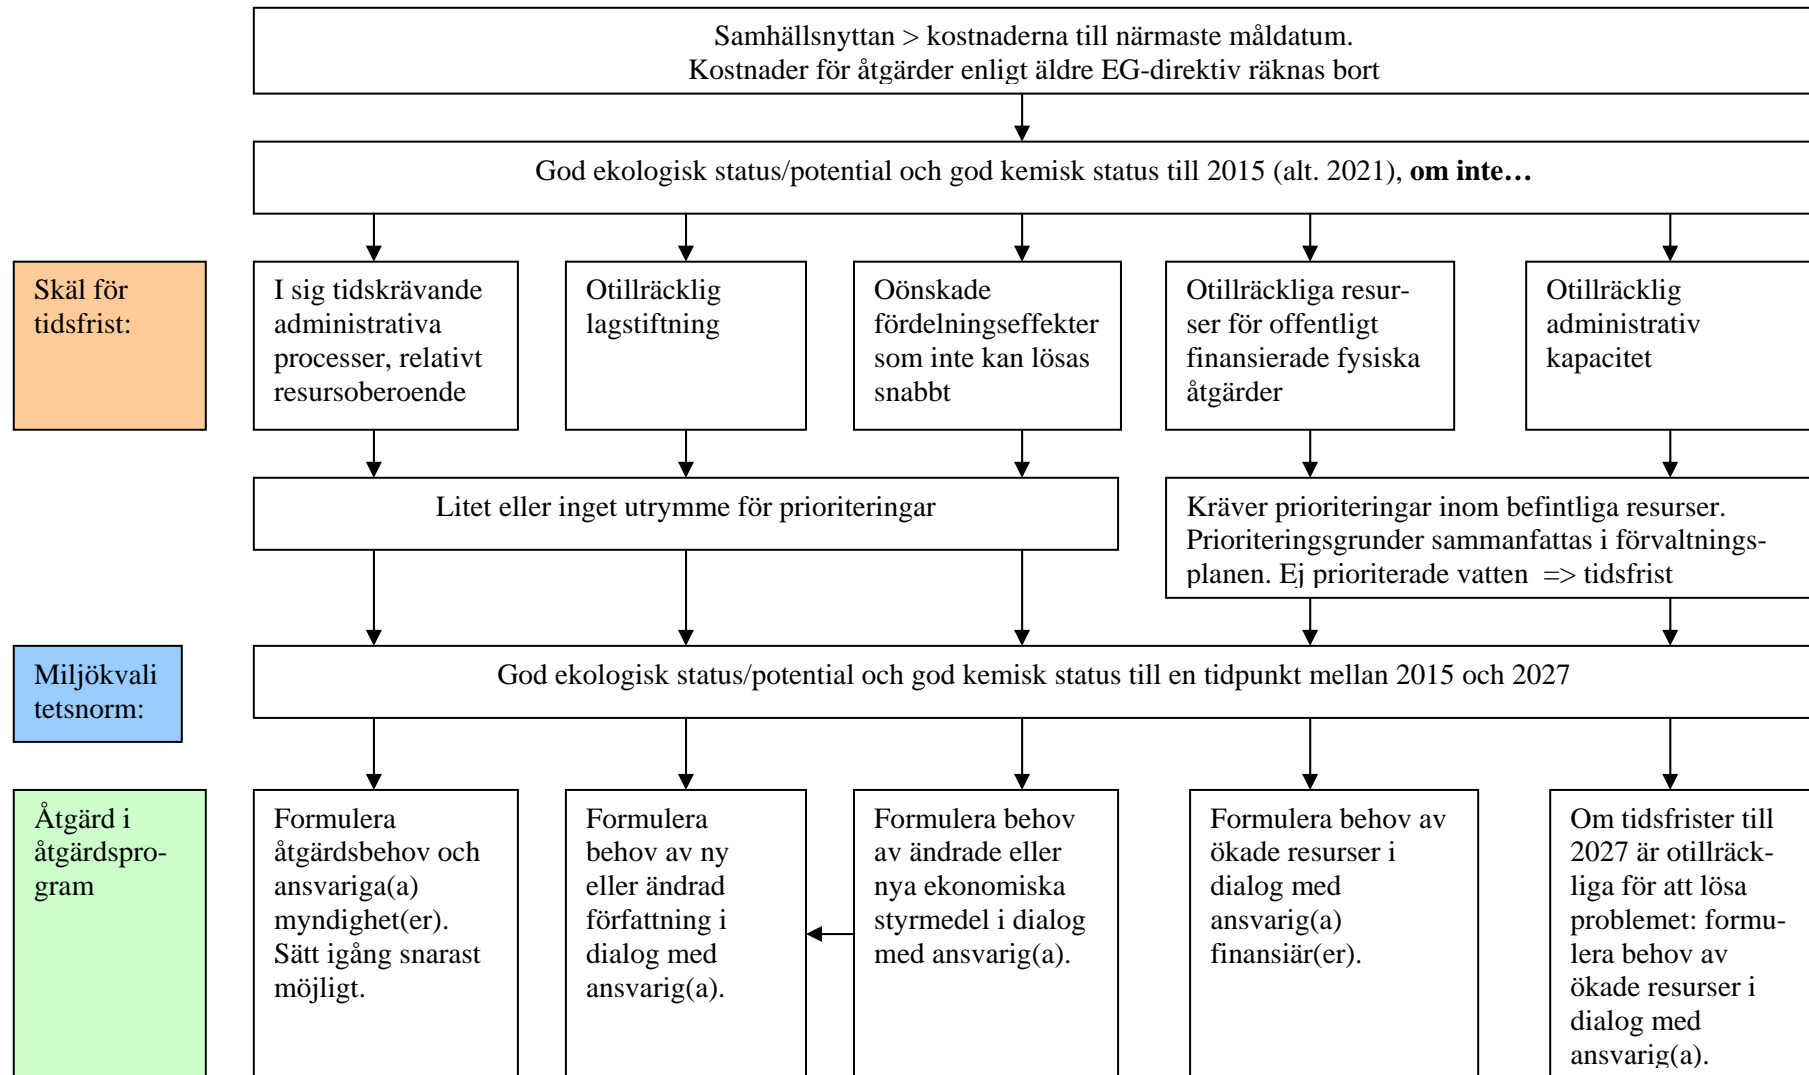 Samhällsnyttan > kostnaderna till närmaste måldatum.
Kostnader för åtgärder enligt äldre EG-direktiv räknas bort
God ekologisk status/potential och god kemisk status till 2015 (alt. 2021), om inte…
Skäl för
tidsfrist:
I sig tidskrävande
administrativa
processer, relativt
resursoberoende
Otillräcklig
lagstiftning
Oönskade
fördelningseffekter
som inte kan lösas
snabbt
Otillräckliga resur-
ser för offentligt
finansierade fysiska
åtgärder
Otillräcklig
administrativ
kapacitet
Litet eller inget utrymme för prioriteringar
Kräver prioriteringar inom befintliga resurser.
Prioriteringsgrunder sammanfattas i förvaltnings-
planen. Ej prioriterade vatten => tidsfrist
Miljökvali
tetsnorm:
God ekologisk status/potential och god kemisk status till en tidpunkt mellan 2015 och 2027
Åtgärd i
åtgärdspro-
gram
Formulera
åtgärdsbehov och
ansvariga(a)
myndighet(er).
Sätt igång snarast
möjligt.
Formulera
behov av ny
eller ändrad
författning i
dialog med
ansvarig(a).
Formulera behov
av ändrade eller
nya ekonomiska
styrmedel i dialog
med ansvarig(a).
Formulera behov av
ökade resurser i
dialog med
ansvarig(a)
finansiär(er).
Om tidsfrister till
2027 är otillräck-
liga för att lösa
problemet: formu-
lera behov av
ökade resurser i
dialog med
ansvarig(a).